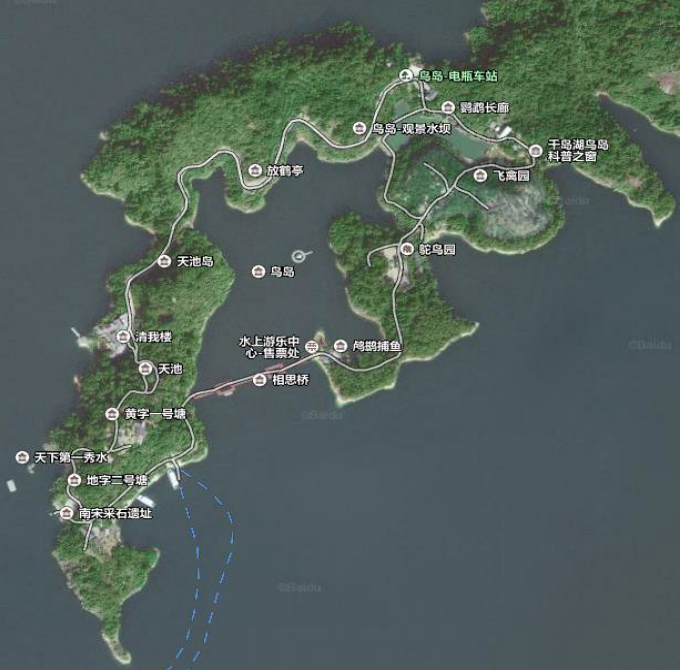 鸟岛-电瓶车站
鹦鹉长廊
鸟岛-观景水坝
千岛湖鸟岛
科普之窗
放鹤亭
飞禽园
鸵鸟园
天池岛
鸟岛
清我楼
水上游乐中
心-售票处
鸬鹚捕鱼
天池
相思桥
黄字一号塘
天下第一秀水
地字二号塘
南宋采石遗址
Baidu
©Baidu
©Baidu
©Baidu